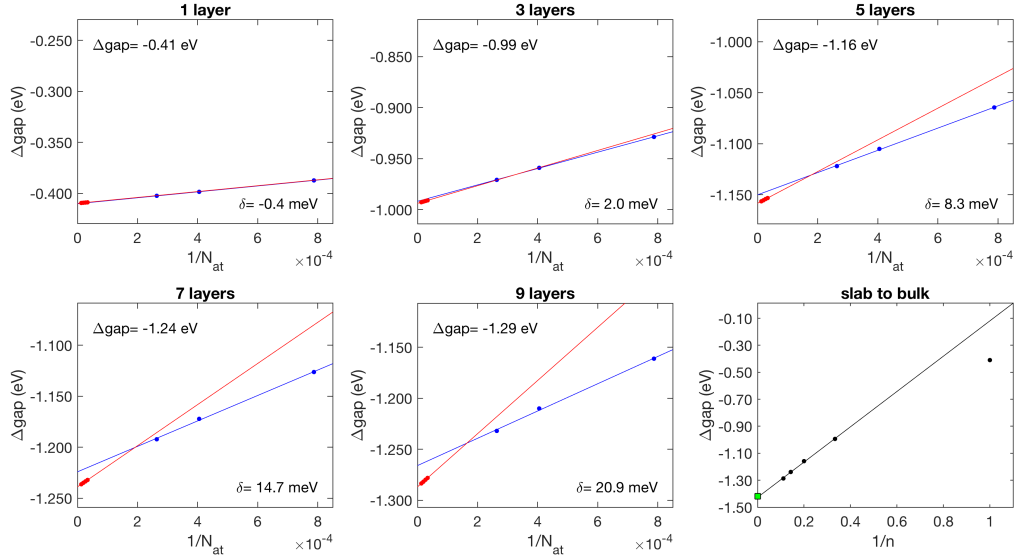 1 layer
Δgap= -0.41 eV
δ= -0.4 meV
-0.250
-0.300
-0.350
-0.400
Δgap (eV)
0 2 4 6 8
1/N_at
×10^-4
3 layers
Δgap= -0.99 eV
δ= 2.0 meV
-0.850
-0.900
-0.950
-1.000
Δgap (eV)
0 2 4 6 8
1/N_at
×10^-4
5 layers
Δgap= -1.16 eV
δ= 8.3 meV
-1.000
-1.050
-1.100
-1.150
Δgap (eV)
0 2 4 6 8
1/N_at
×10^-4
7 layers
Δgap= -1.24 eV
δ= 14.7 meV
-1.100
-1.150
-1.200
-1.250
Δgap (eV)
0 2 4 6 8
1/N_at
×10^-4
9 layers
Δgap= -1.29 eV
δ= 20.9 meV
-1.150
-1.200
-1.250
-1.300
Δgap (eV)
0 2 4 6 8
1/N_at
×10^-4
slab to bulk
-0.10
-0.30
-0.50
-0.70
-0.90
-1.10
-1.30
-1.50
Δgap (eV)
0 0.2 0.4 0.6 0.8 1
1/n